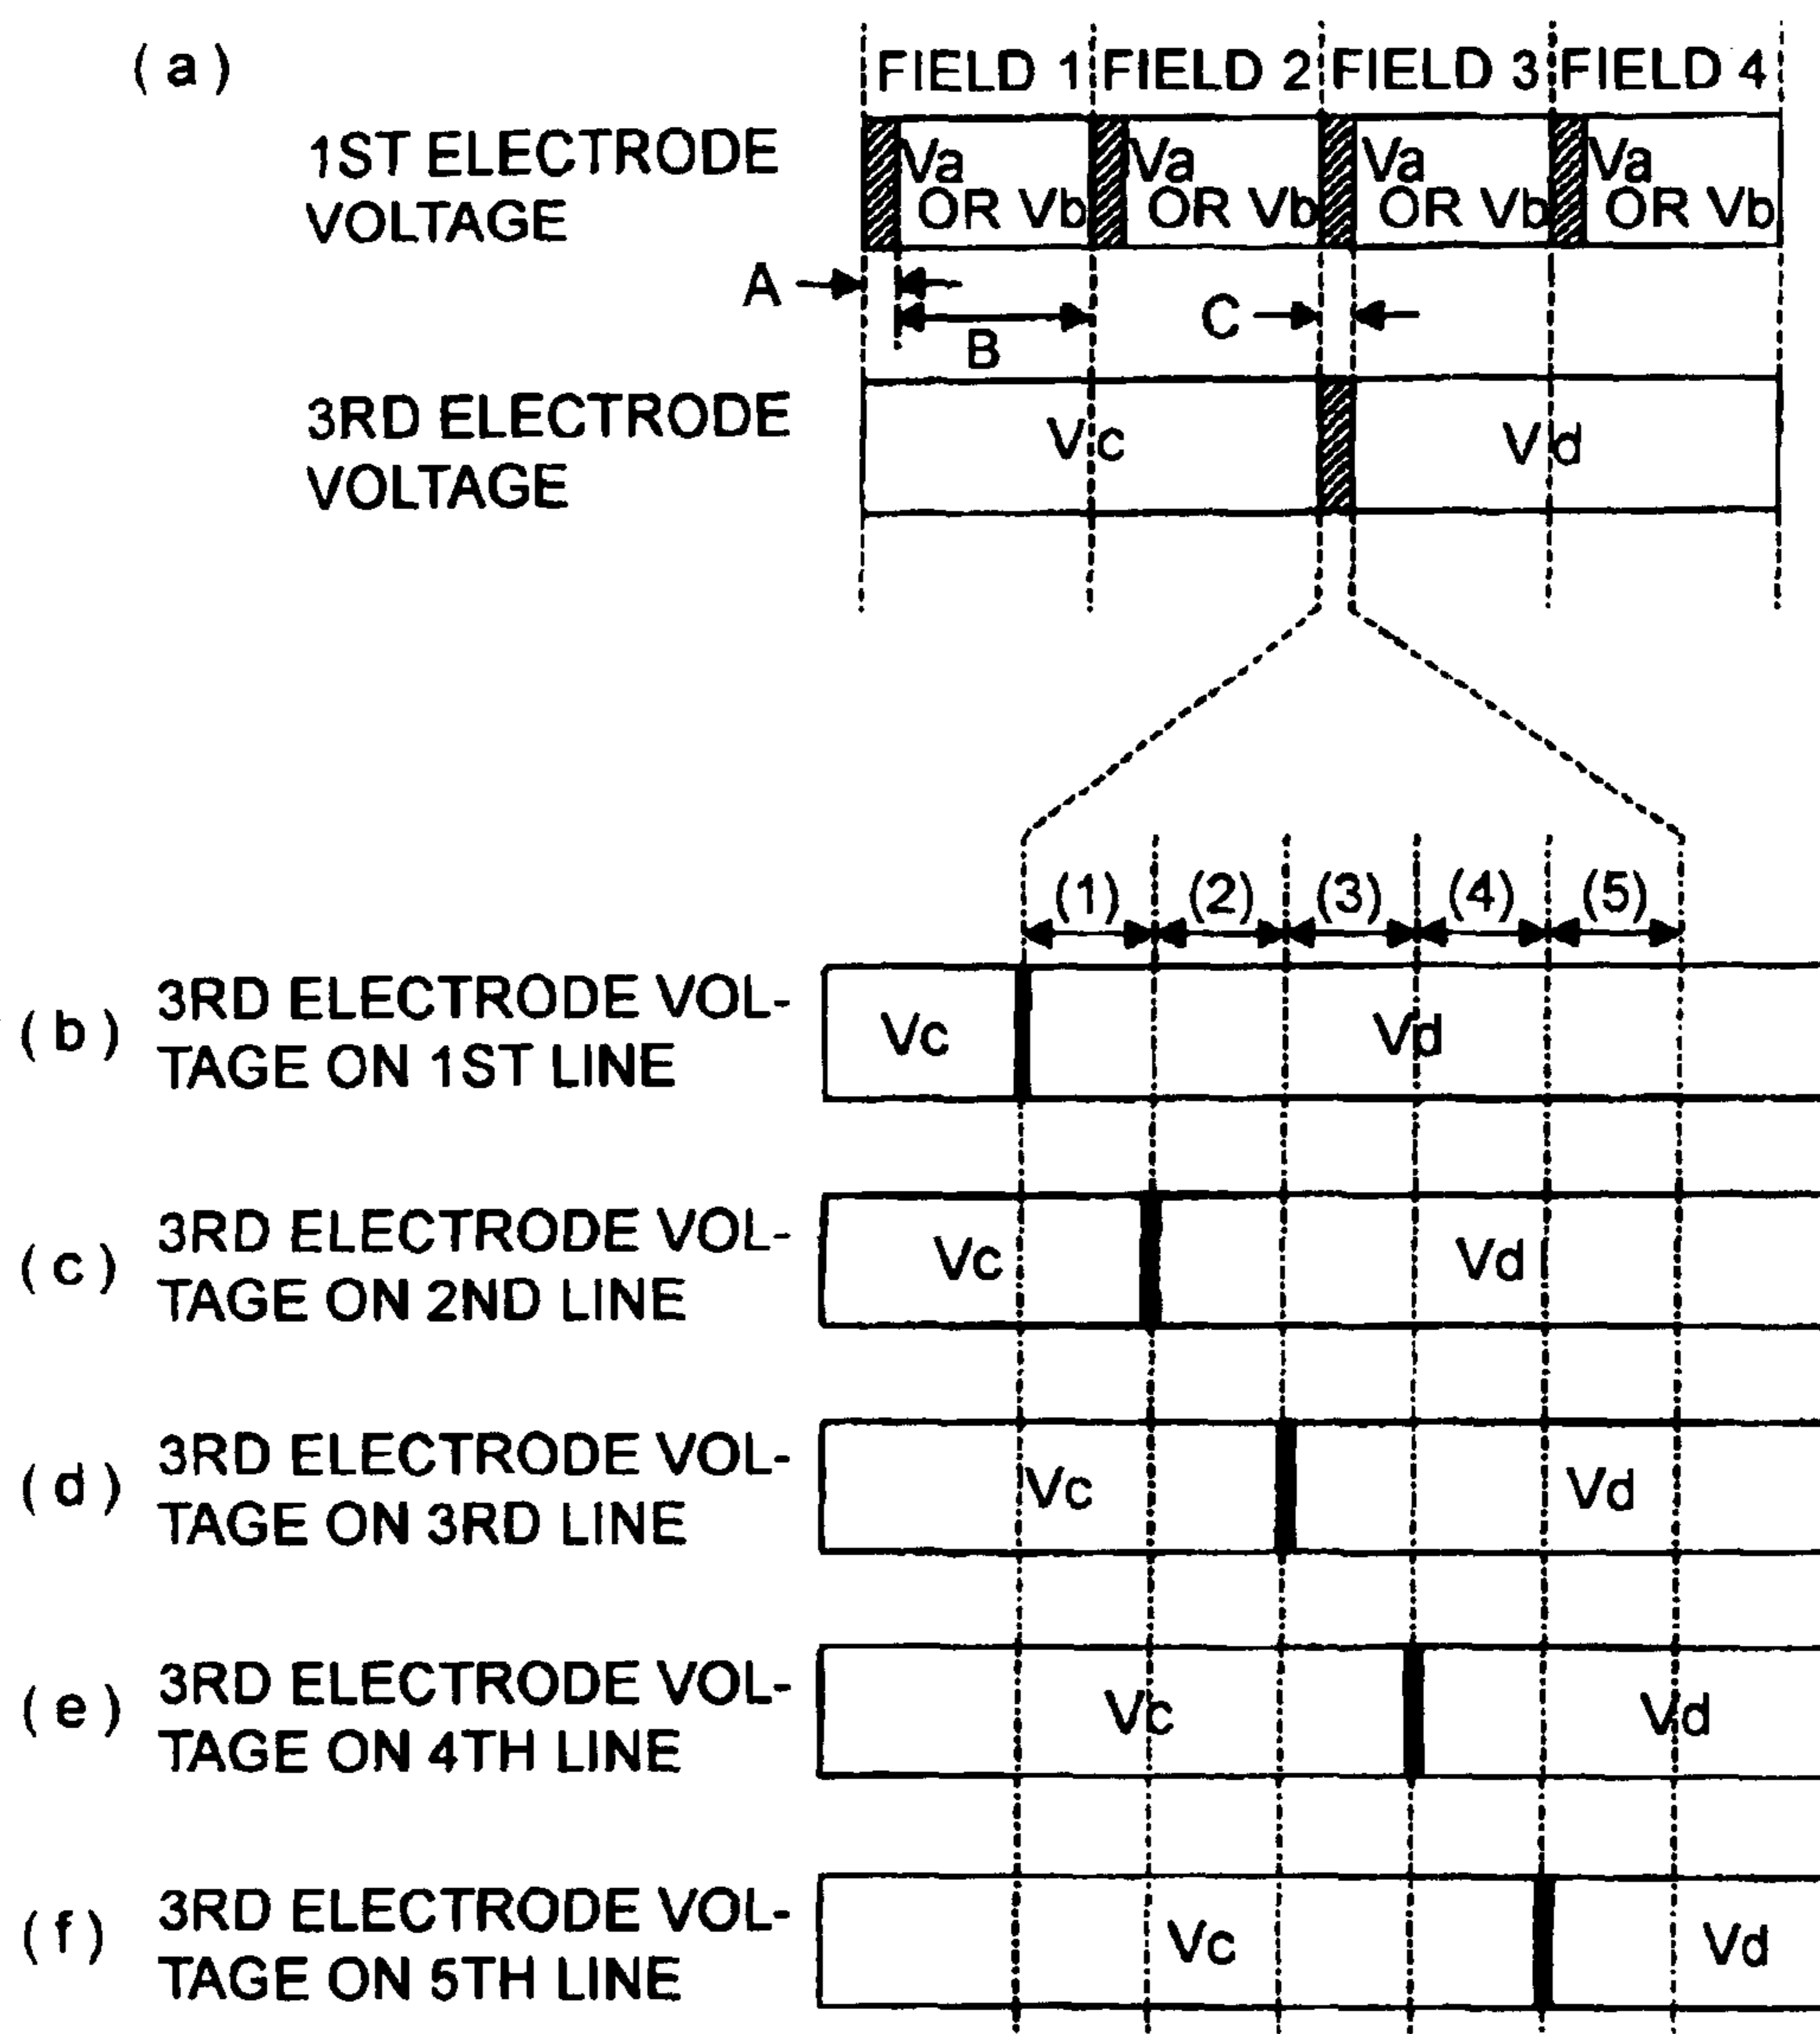 (a)
FIELD 1 FIELD 2 FIELD 3 FIELD 4
1ST ELECTRODE
VOLTAGE
Va Va Va Va
OR Vb OR Vb OR Vb OR Vb
A
B
C
3RD ELECTRODE
VOLTAGE
Vc Vd
(1) (2) (3) (4) (5)
(b) 3RD ELECTRODE VOL-
TAGE ON 1ST LINE
Vc Vd
(c) 3RD ELECTRODE VOL-
TAGE ON 2ND LINE
Vc Vd
(d) 3RD ELECTRODE VOL-
TAGE ON 3RD LINE
Vc Vd
(e) 3RD ELECTRODE VOL-
TAGE ON 4TH LINE
Vc Vd
(f) 3RD ELECTRODE VOL-
TAGE ON 5TH LINE
Vc Vd